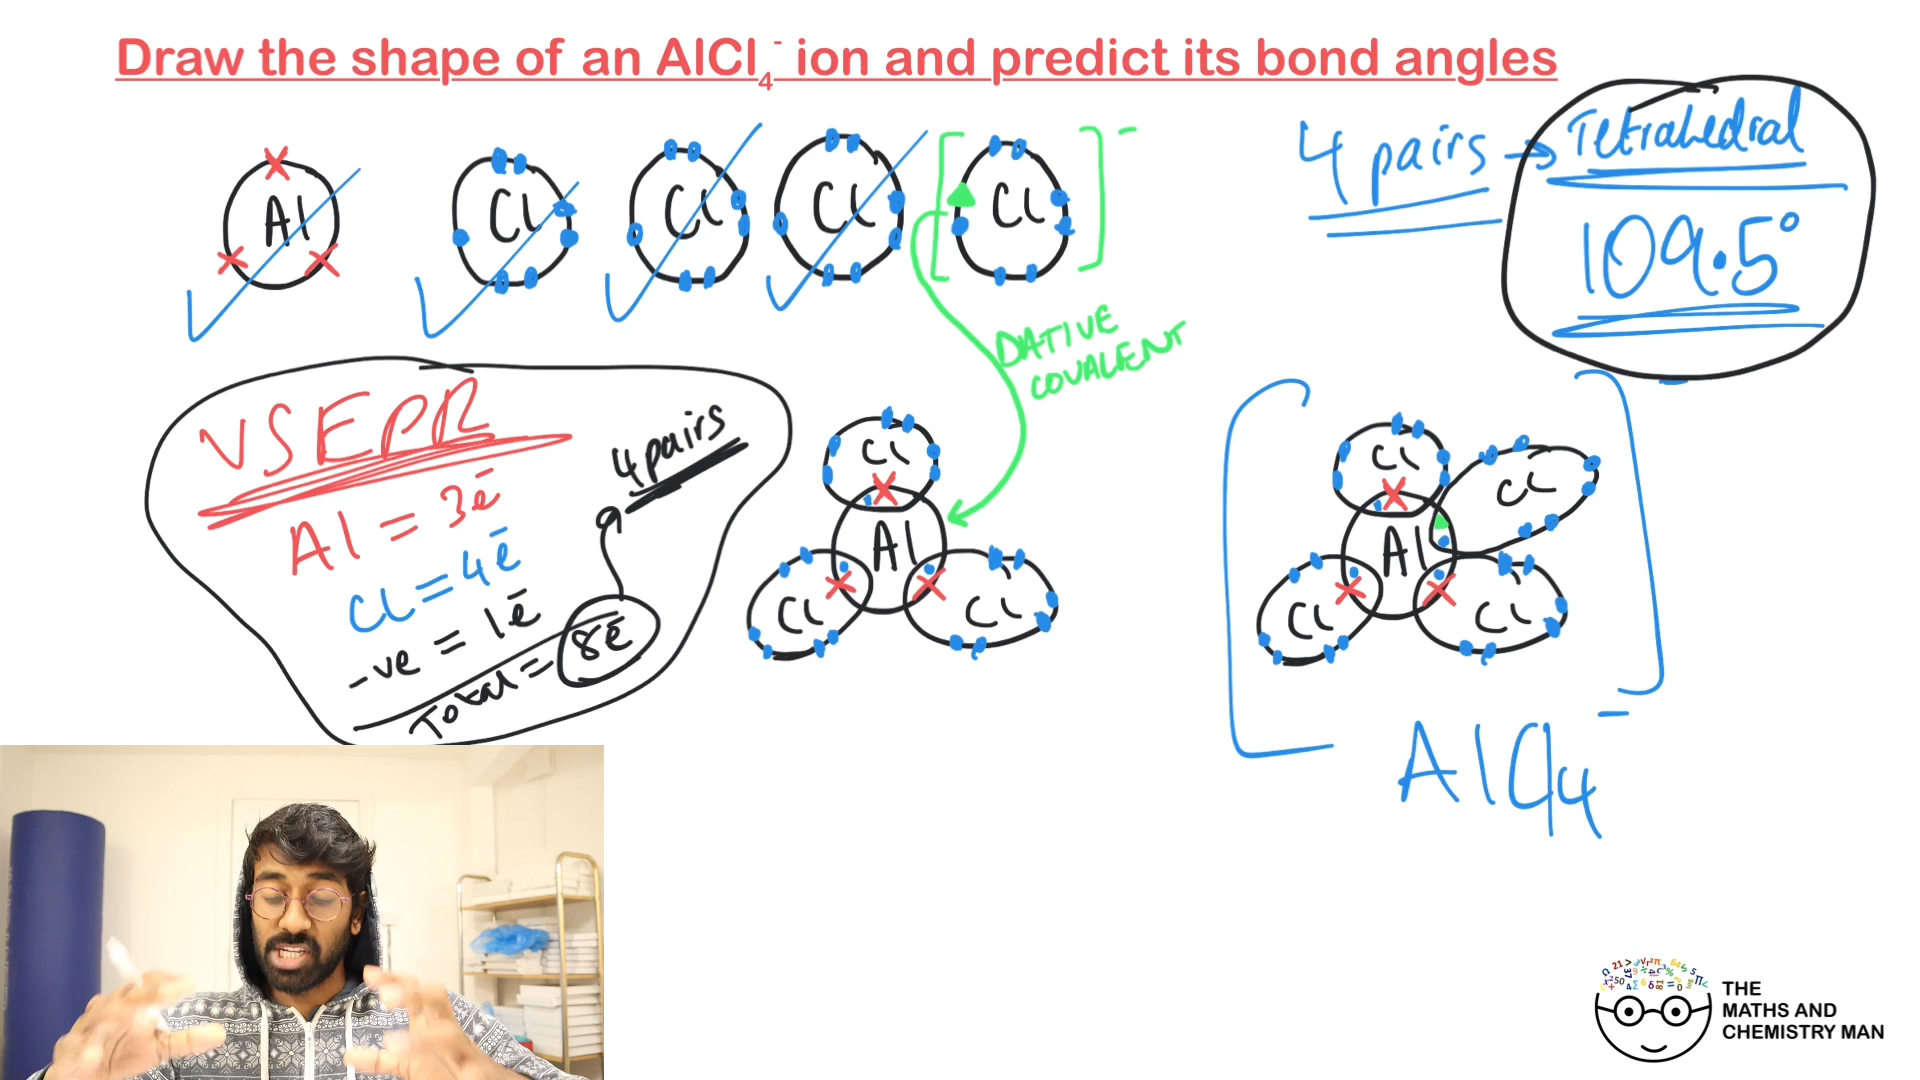 Draw the shape of an AlCl₄⁻ ion and predict its bond angles
Al
Cl
Cl
Cl
Cl
-
4 pairs → Tetrahedral
109.5°
DATIVE
COVALENT
VSEPR
Al = 3e⁻
Cl = 4e⁻
-ve = 1e⁻
Total = 8e⁻
4 pairs
Cl
Al
Cl
Cl
Cl
Cl
Al
Cl
Cl
-
AlCl₄⁻
THE
MATHS AND
CHEMISTRY MAN